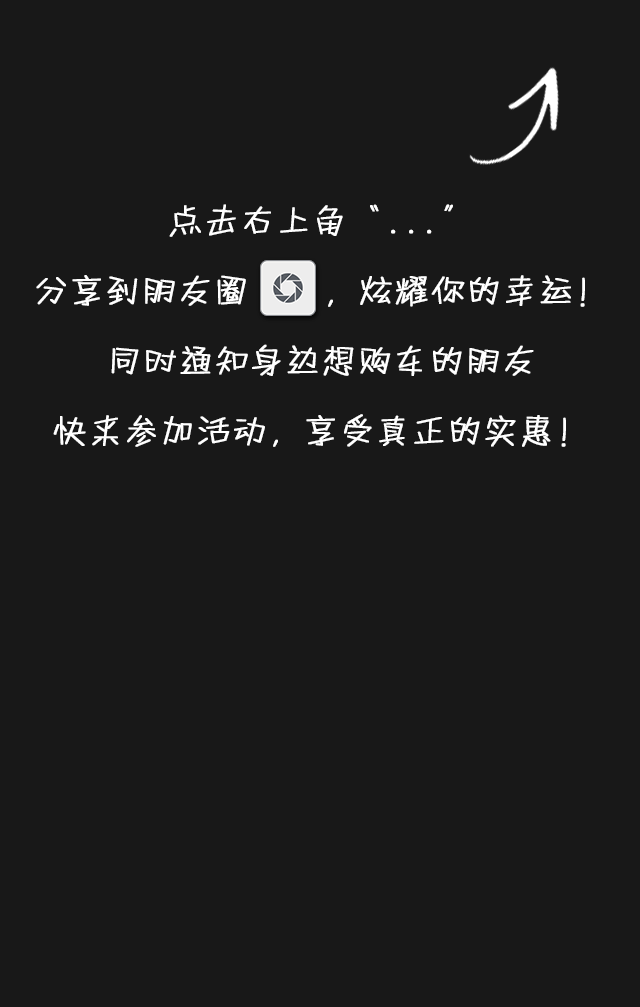 点击右上角“...”
分享到朋友圈，炫耀你的幸运！
同时通知身边想购车的朋友
快来参加活动，享受真正的实惠！